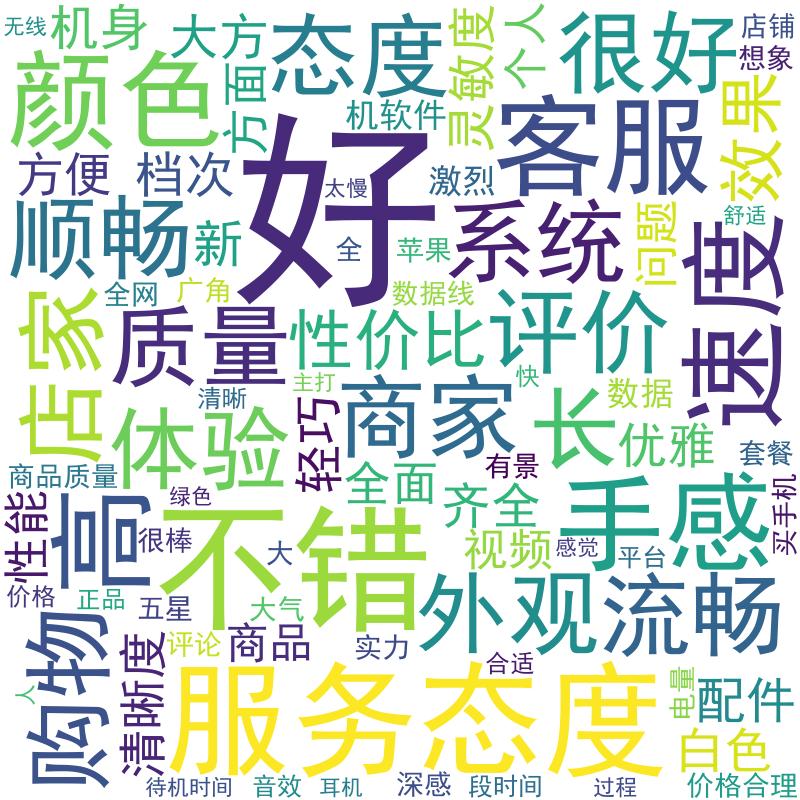 无线
机身
大方
态度
灵敏度
个人
很好
店铺
想象
颜色
方面
机软件
客服
效果
方便
档次
好
太慢
激烈
顺畅
新
全
苹果
系统
问题
舒适
速度
全网
广角
数据线
店家
质量
性价比
评价
主打
快
清晰
轻巧
商家
长
数据
体验
优雅
套餐
商品质量
全面
有景
买手机
性能
高
绿色
齐全
手感
很棒
不错
大
视频
感觉
平台
价格
正品
五星
大气
外观
流畅
购物
清晰度
评论
商品
实力
合适
人
服务态度
电量
配件
白色
待机时间
音效
耳机
深感
段时间
过程
价格合理